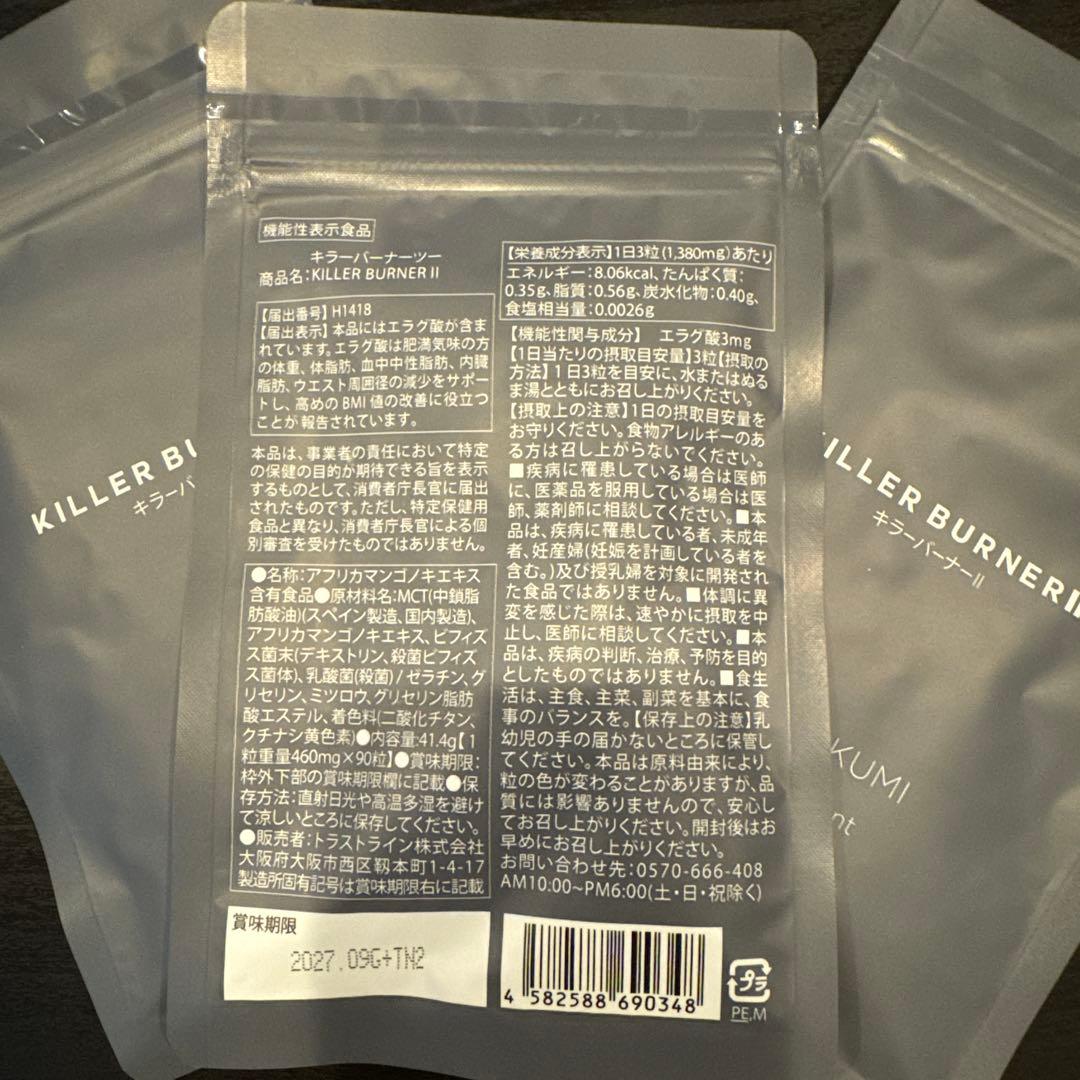 機能性表示食品
キラーバーナーツー
商品名:KILLER BURNER II
【届出番号】H1418
【届出表示】本品にはエラグ酸が含ま
れています。エラグ酸は肥満気味の方
の体重、体脂肪、血中中性脂肪、内臓
脂肪、ウエスト周囲径の減少をサポー
トし、高めのBMI値の改善に役立つ
ことが報告されています。
本品は、事業者の責任において特定
の保健の目的が期待できる旨を表示
するものとして、消費者庁長官に届出
されたものです。ただし、特定保健用
食品と異なり、消費者庁長官による個
別審査を受けたものではありません。
●名称:アフリカマンゴノキエキス
含有食品●原材料名:MCT(中鎖脂
肪酸油)(スペイン製造、国内製造)、
アフリカマンゴノキエキス、ビフィズ
ス菌末(デキストリン、殺菌ビフィズ
ス菌体)、乳酸菌(殺菌)/ゼラチン、グ
リセリン、ミツロウ、グリセリン脂肪
酸エステル、着色料(二酸化チタン、
クチナシ黄色素)●内容量:41.4g【1
粒重量460mg×90粒】●賞味期限:
枠外下部の賞味期限欄に記載●保
存方法:直射日光や高温多湿を避け
て涼しいところに保存してください。
●販売者:トラストライン株式会社
大阪府大阪市西区靱本町1-4-17
製造所固有記号は賞味期限右に記載
賞味期限
2027.09G+TN2
【栄養成分表示】1日3粒(1,380mg)あたり
エネルギー:8.06kcal、たんぱく質:
0.35g、脂質:0.56g、炭水化物:0.40g、
食塩相当量:0.0026g
【機能性関与成分】 エラグ酸3mg
【1日当たりの摂取目安量】3粒【摂取の
方法】1日3粒を目安に、水またはぬる
ま湯とともにお召し上がりください。
【摂取上の注意】1日の摂取目安量を
お守りください。食物アレルギーのあ
る方は召し上がらないでください。
■疾病に罹患している場合は医師
に、医薬品を服用している場合は医
師、薬剤師に相談してください。■本
品は、疾病に罹患している者、未成年
者、妊産婦(妊娠を計画している者を
含む。)及び授乳婦を対象に開発され
た食品ではありません。■体調に異
変を感じた際は、速やかに摂取を中
止し、医師に相談してください。■本
品は、疾病の判断、治療、予防を目的
としたものではありません。■食生
活は、主食、主菜、副菜を基本に、食
事のバランスを。【保存上の注意】乳
幼児の手の届かないところに保管し
てください。本品は原料由来により、
粒の色が変わることがありますが、品
質には影響ありませんので、安心し
てお召し上がりください。開封後はお
早めにお召し上がりください。
お問い合わせ先:0570-666-408
AM10:00~PM6:00(土・日・祝除く)
4 582588 690348
プラ
PE,M
KILLER BU
キラーバー
KILLER BURNER II
キラーバーナーII
KUMI
nt